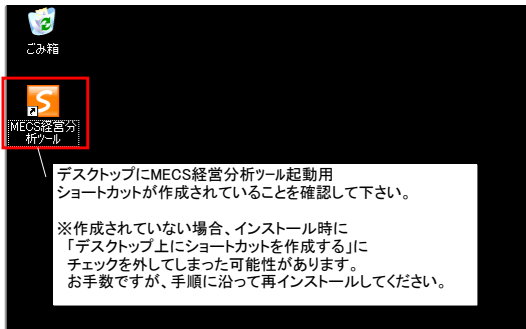 ごみ箱
MECS経営分
析ツール
デスクトップにMECS経営分析ツール起動用
ショートカットが作成されていることを確認して下さい。
※作成されていない場合、インストール時に
「デスクトップ上にショートカットを作成する」に
チェックを外してしまった可能性があります。
お手数ですが、手順に沿って再インストールしてください。